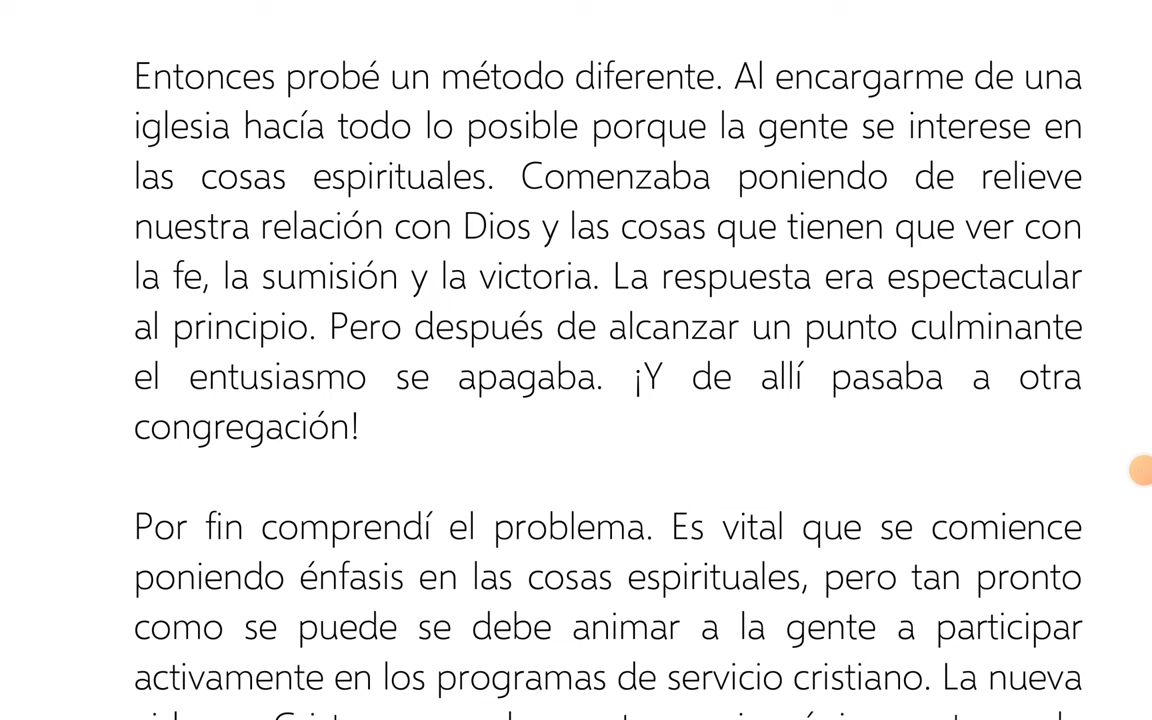 Entonces probé un método diferente. Al encargarme de una
iglesia hacía todo lo posible porque la gente se interese en
las cosas espirituales. Comenzaba poniendo de relieve
nuestra relación con Dios y las cosas que tienen que ver con
la fe, la sumisión y la victoria. La respuesta era espectacular
al principio. Pero después de alcanzar un punto culminante
el entusiasmo se apagaba. ¡Y de allí pasaba a otra
congregación!
Por fin comprendí el problema. Es vital que se comience
poniendo énfasis en las cosas espirituales, pero tan pronto
como se puede se debe animar a la gente a participar
activamente en los programas de servicio cristiano. La nueva